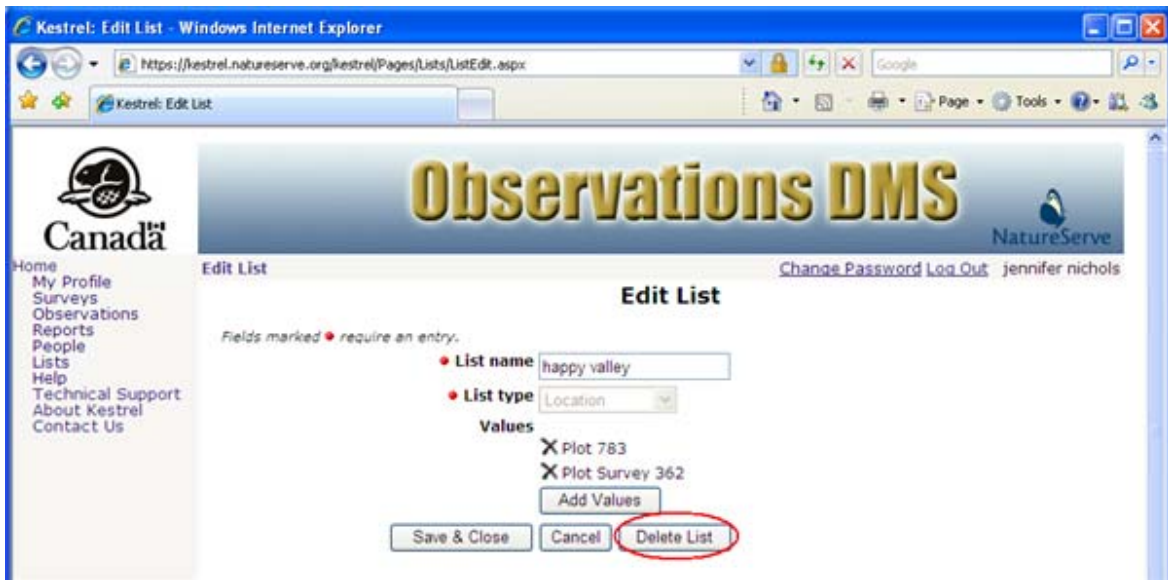 Kestrel: Edit List - Windows Internet Explorer
https://kestrel.natureserve.org/kestrel/Pages/Lists/ListEdit.aspx
Google
Kestrel: Edit List
Page
Tools
Canada
Observations DMS
NatureServe
Home
My Profile
Surveys
Observations
Reports
People
Lists
Help
Technical Support
About Kestrel
Contact Us
Edit List
Change Password Log Out jennifer nichols
Edit List
Fields marked require an entry.
List name happy valley
List type Location
Values
Plot 783
Plot Survey 362
Add Values
Save & Close Cancel Delete List